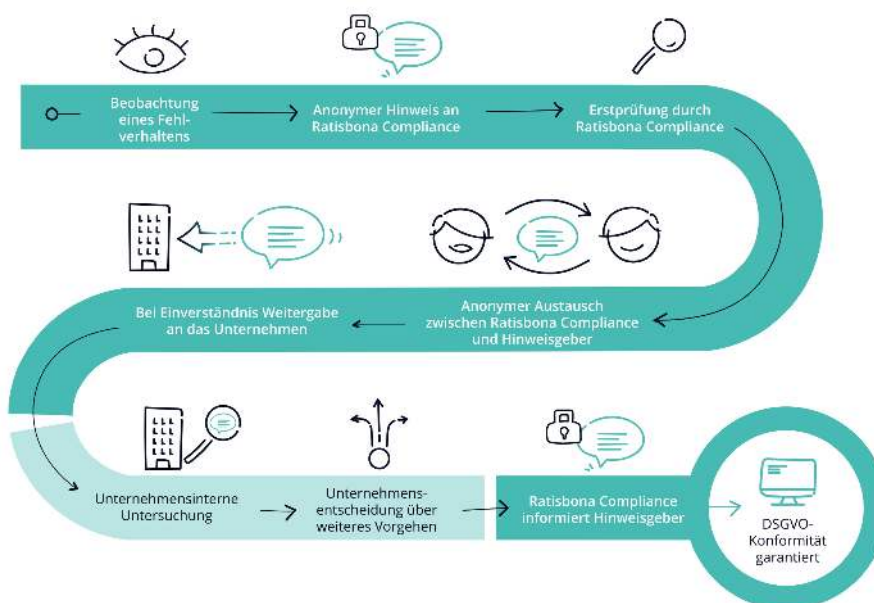 Beobachtung
eines Fehl-
verhaltens
Anonymer Hinweis an
Ratisbona Compliance
Erstprüfung durch
Ratisbona Compliance
Anonymer Austausch
zwischen Ratisbona Compliance
und Hinweisgeber
Bei Einverständnis Weitergabe
an das Unternehmen
Unternehmensinterne
Untersuchung
Unternehmens-
entscheidung über
weiteres Vorgehen
Ratisbona Compliance
informiert Hinweisgeber
DSGVO-
Konformität
garantiert